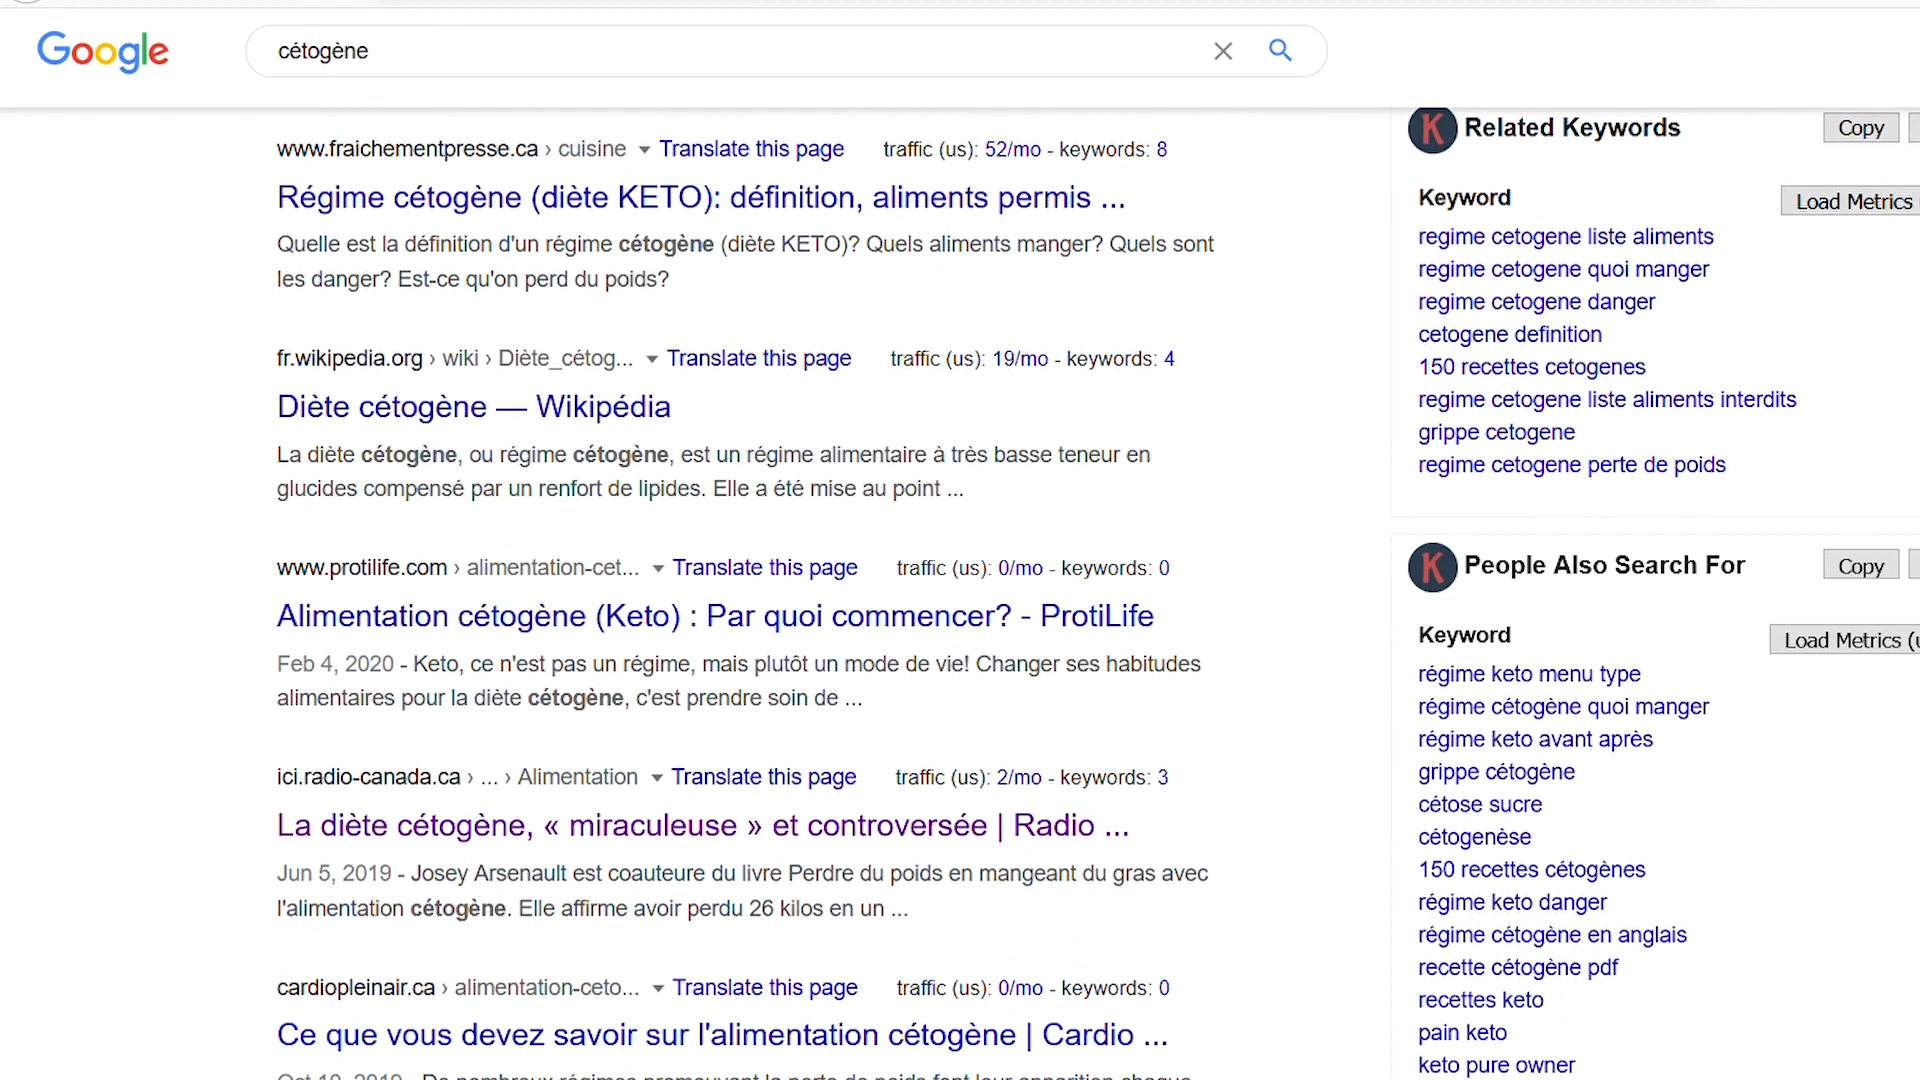 Google
cétogène
www.fraichementpresse.ca › cuisine Translate this page traffic (us): 52/mo - keywords: 8
Régime cétogène (diète KETO): définition, aliments permis ...
Quelle est la définition d'un régime cétogène (diète KETO)? Quels aliments manger? Quels sont
les danger? Est-ce qu'on perd du poids?
fr.wikipedia.org › wiki › Diète_cétog... Translate this page traffic (us): 19/mo - keywords: 4
Diète cétogène — Wikipédia
La diète cétogène, ou régime cétogène, est un régime alimentaire à très basse teneur en
glucides compensé par un renfort de lipides. Elle a été mise au point ...
www.protilife.com › alimentation-cet... Translate this page traffic (us): 0/mo - keywords: 0
Alimentation cétogène (Keto) : Par quoi commencer? - ProtiLife
Feb 4, 2020 - Keto, ce n'est pas un régime, mais plutôt un mode de vie! Changer ses habitudes
alimentaires pour la diète cétogène, c'est prendre soin de ...
ici.radio-canada.ca › ... › Alimentation Translate this page traffic (us): 2/mo - keywords: 3
La diète cétogène, « miraculeuse » et controversée | Radio ...
Jun 5, 2019 - Josey Arsenault est coauteure du livre Perdre du poids en mangeant du gras avec
l'alimentation cétogène. Elle affirme avoir perdu 26 kilos en un ...
cardiopleinair.ca › alimentation-ceto... Translate this page traffic (us): 0/mo - keywords: 0
Ce que vous devez savoir sur l'alimentation cétogène | Cardio ...
K Related Keywords Copy
Keyword Load Metrics
regime cetogene liste aliments
regime cetogene quoi manger
regime cetogene danger
cetogene definition
150 recettes cetogenes
regime cetogene liste aliments interdits
grippe cetogene
regime cetogene perte de poids
K People Also Search For Copy
Keyword Load Metrics (u
régime keto menu type
régime cétogène quoi manger
régime keto avant après
grippe cétogène
cétose sucre
cétogenèse
150 recettes cétogènes
régime keto danger
régime cétogène en anglais
recette cétogène pdf
recettes keto
pain keto
keto pure owner